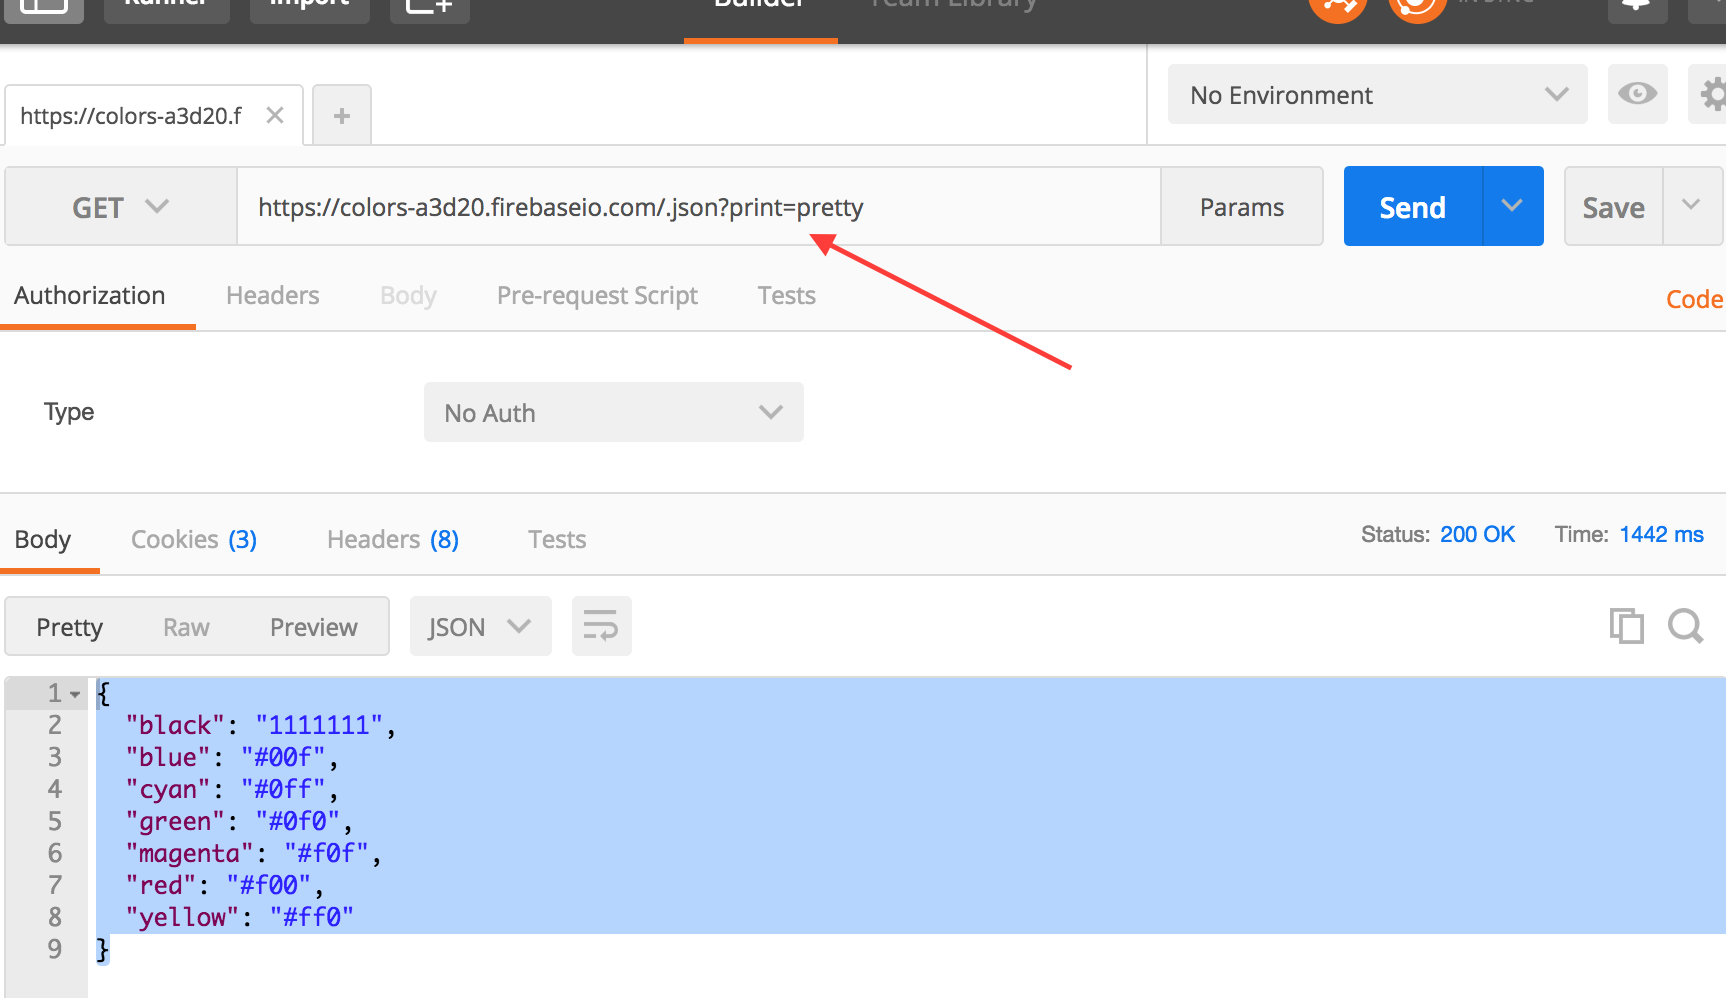 Runner Import Builder Team Library IN SYNC
https://colors-a3d20.f
No Environment
GET https://colors-a3d20.firebaseio.com/.json?print=pretty Params Send Save
Authorization Headers Body Pre-request Script Tests Code
Type No Auth
Body Cookies (3) Headers (8) Tests Status: 200 OK Time: 1442 ms
Pretty Raw Preview JSON
1 {
2 "black": "1111111",
3 "blue": "#00f",
4 "cyan": "#0ff",
5 "green": "#0f0",
6 "magenta": "#f0f",
7 "red": "#f00",
8 "yellow": "#ff0"
9 }